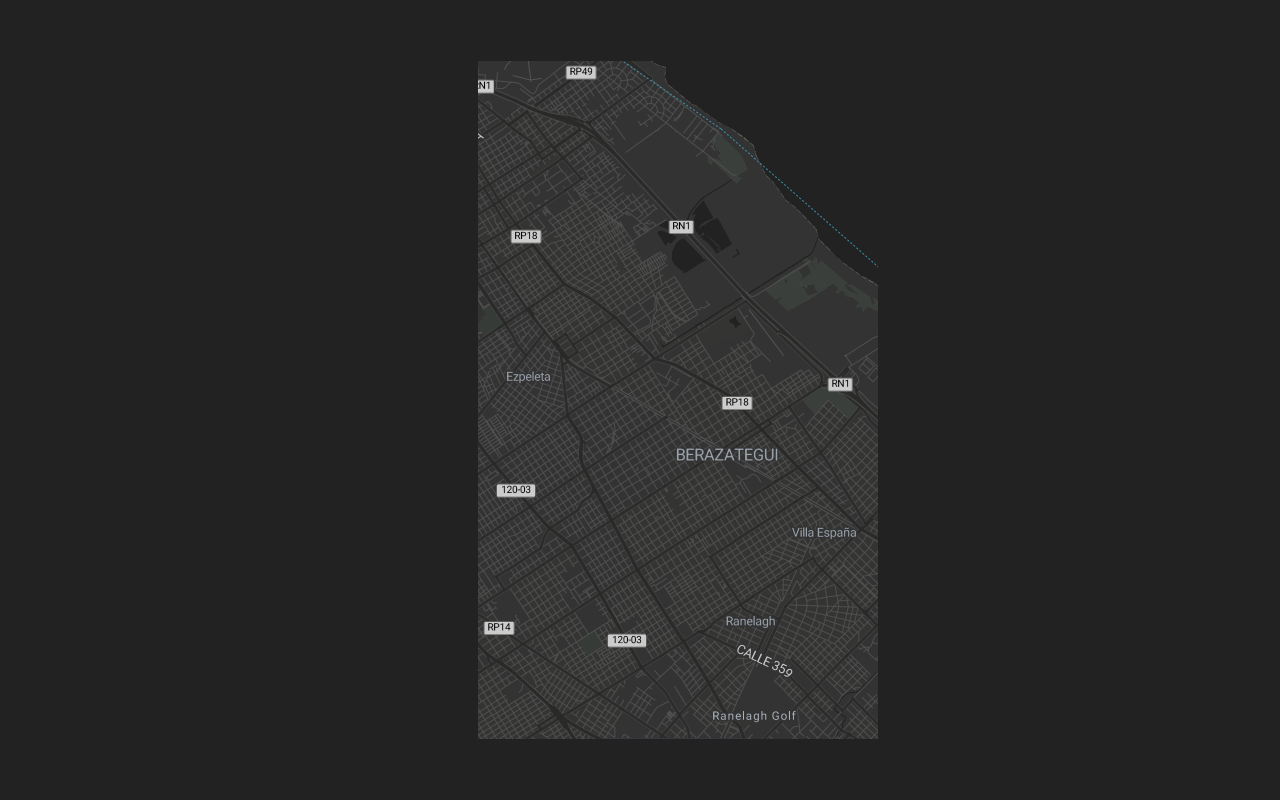 RP49
RN1
RN1
RP18
Ezpeleta
RN1
RP18
BERAZATEGUI
120-03
Villa España
Ranelagh
RP14
120-03
CALLE 359
Ranelagh Golf